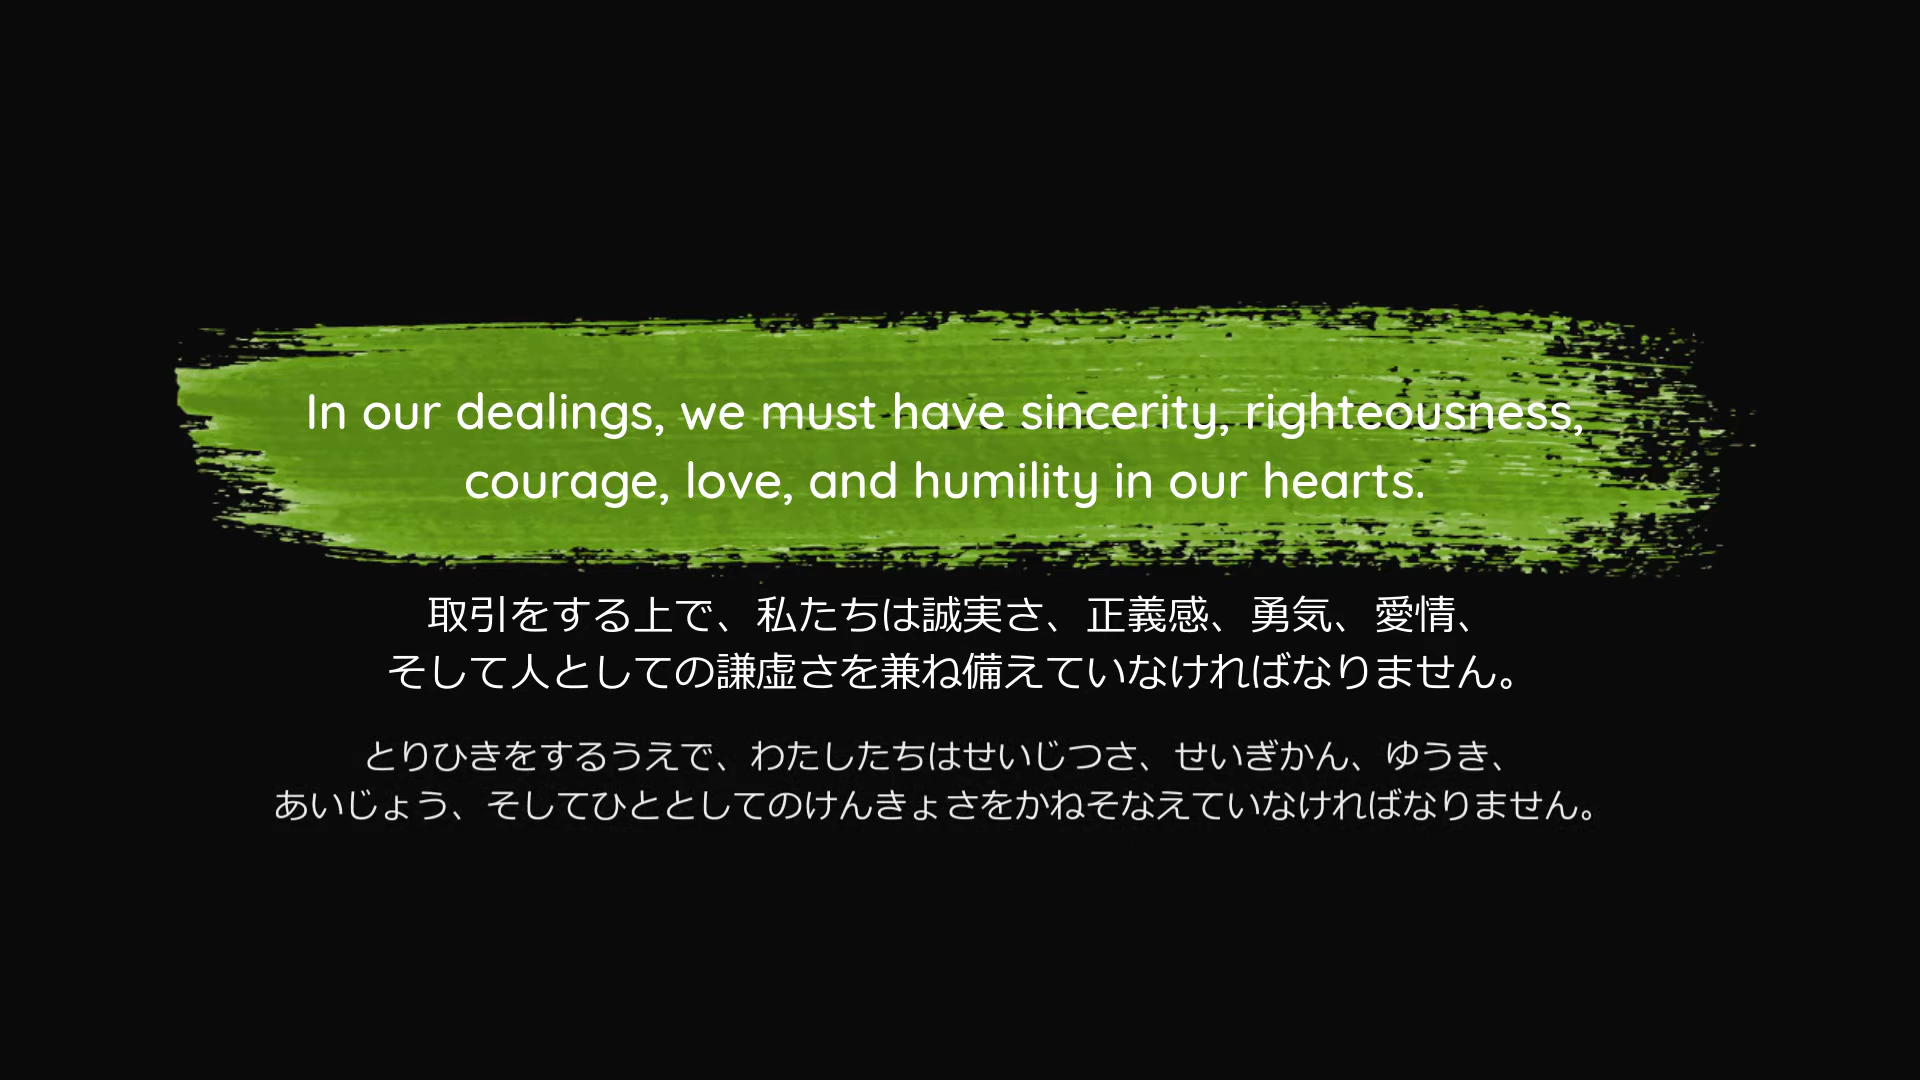 In our dealings, we must have sincerity, righteousness,
courage, love, and humility in our hearts.
取引をする上で、私たちは誠実さ、正義感、勇気、愛情、
そして人としての謙虚さを兼ね備えていなければなりません。
とりひきをするうえで、わたしたちはせいじつさ、せいぎかん、ゆうき、
あいじょう、そしてひととしてのけんきょさをかねそなえていなければなりません。